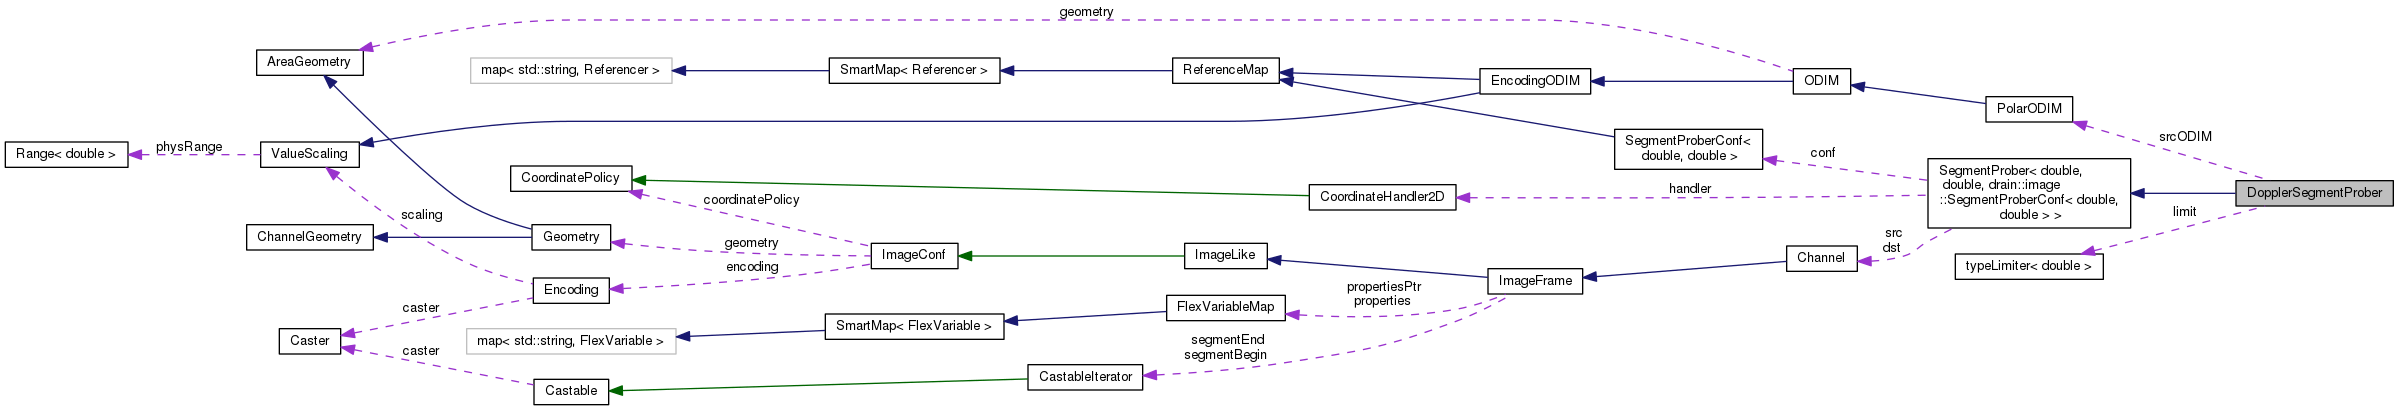 geometry
AreaGeometry
map< std::string, Referencer >
SmartMap< Referencer >
ReferenceMap
EncodingODIM
ODIM
PolarODIM
srcODIM
Range< double >
physRange
ValueScaling
SegmentProberConf<
double, double >
conf
CoordinatePolicy
coordinatePolicy
CoordinateHandler2D
handler
SegmentProber< double,
double, drain::image
::SegmentProberConf< double,
double > >
DopplerSegmentProber
limit
typeLimiter< double >
scaling
ChannelGeometry
Geometry
geometry
encoding
ImageConf
ImageLike
src
dst
Channel
ImageFrame
Encoding
caster
propertiesPtr
properties
FlexVariableMap
SmartMap< FlexVariable >
map< std::string, FlexVariable >
Caster
caster
segmentEnd
segmentBegin
CastableIterator
Castable